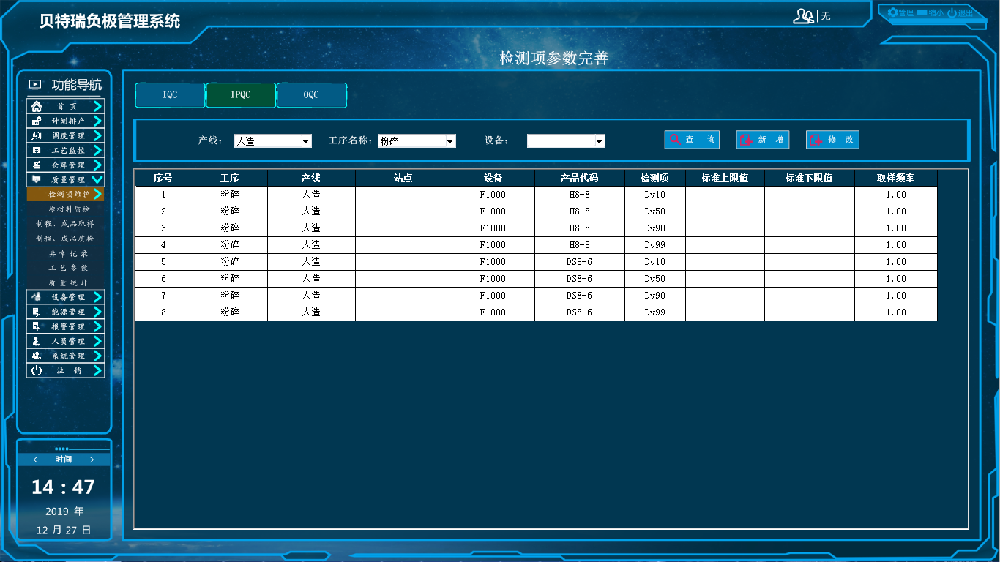 贝特瑞负极管理系统
无
管理 缩小 退出
检测项参数完善
功能导航
首 页
计划排产
调度管理
工艺监控
仓库管理
质量管理
检测项维护
原材料质检
制程、成品取样
制程、成品质检
异常记录
工艺参数
质量统计
设备管理
能源管理
报警管理
人员管理
系统管理
注 销
时间
14 : 47
2019 年
12 月 27 日
IQC IPQC OQC
产线: 人造 工序名称: 粉碎 设备: 查 询 新 增 修 改
序号 工序 产线 站点 设备 产品代码 检测项 标准上限值 标准下限值 取样频率
1 粉碎 人造 F1000 H8-8 Dv10 1.00
2 粉碎 人造 F1000 H8-8 Dv50 1.00
3 粉碎 人造 F1000 H8-8 Dv90 1.00
4 粉碎 人造 F1000 H8-8 Dv99 1.00
5 粉碎 人造 F1000 DS8-6 Dv10 1.00
6 粉碎 人造 F1000 DS8-6 Dv50 1.00
7 粉碎 人造 F1000 DS8-6 Dv90 1.00
8 粉碎 人造 F1000 DS8-6 Dv99 1.00